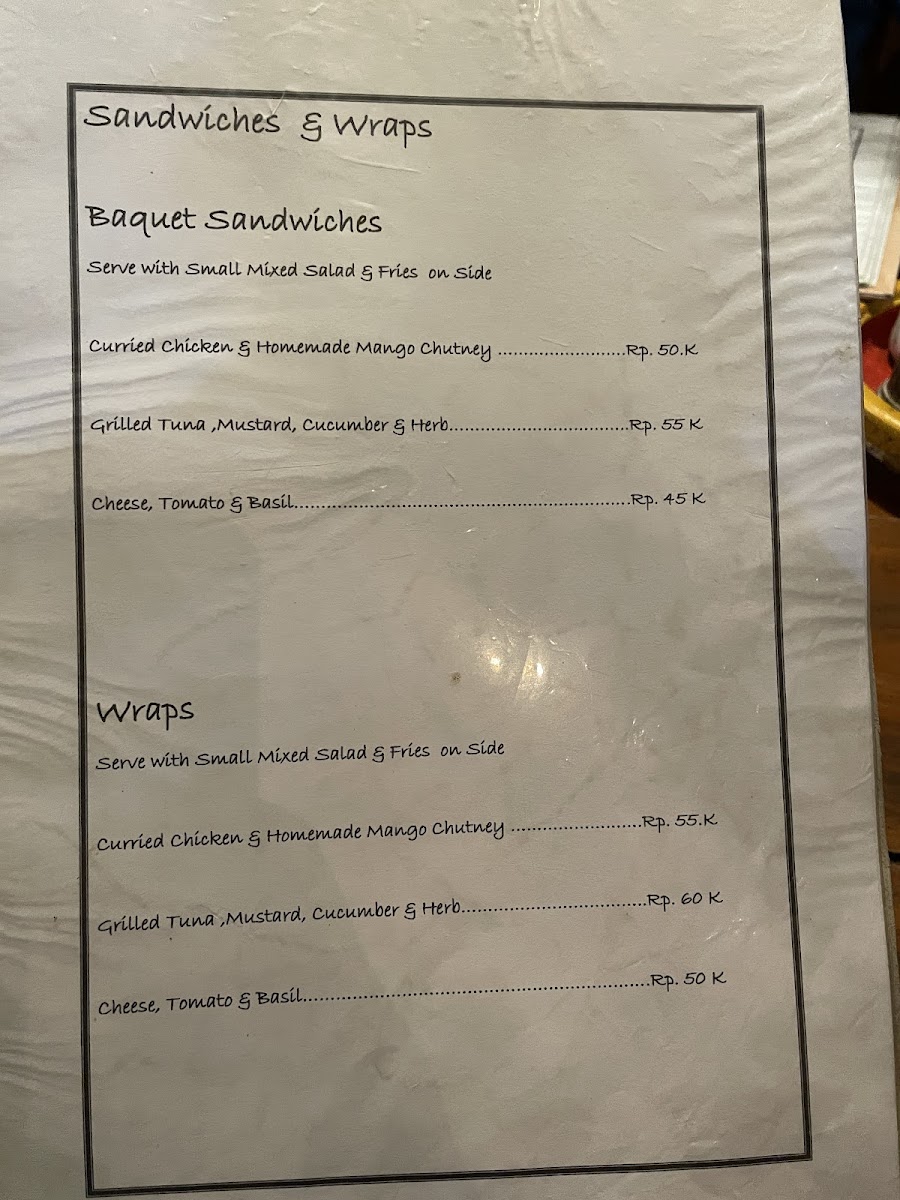 Sandwiches & Wraps
Baquet Sandwiches
Serve with Small Mixed Salad & Fries on Side
Curried Chicken & Homemade Mango Chutney .........................Rp. 50.K
Grilled Tuna ,Mustard, Cucumber & Herb...................................Rp. 55 K
Cheese, Tomato & Basil.................................................................Rp. 45 K
Wraps
Serve with Small Mixed Salad & Fries on Side
Curried Chicken & Homemade Mango Chutney .........................Rp. 55.K
Grilled Tuna ,Mustard, Cucumber & Herb...................................Rp. 60 K
Cheese, Tomato & Basil.................................................................Rp. 50 K